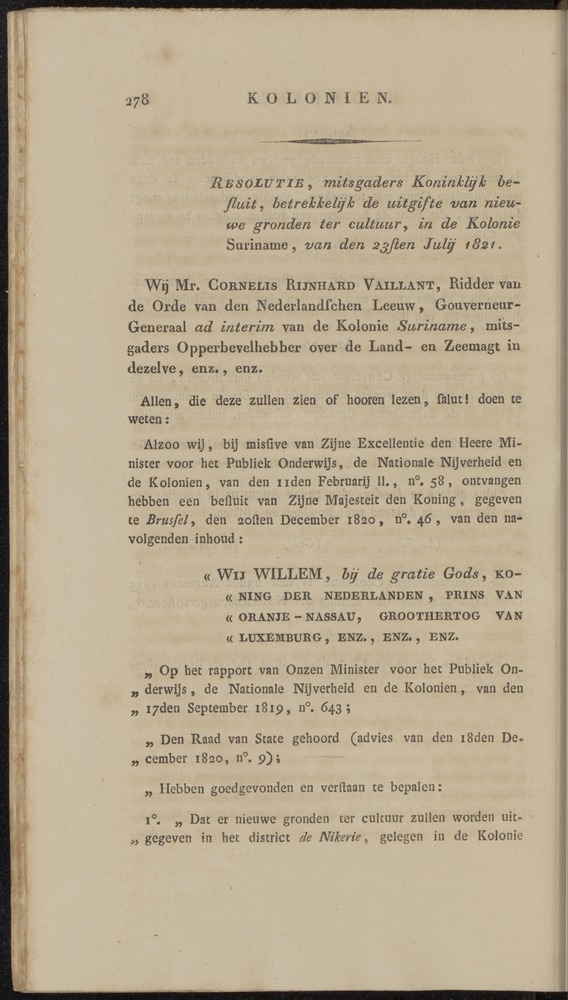 278 KOLONIEN.
RESOLUTIE, mitsgaders Koninklijk be-
ſluit, betrekkelijk de uitgifte van nieu-
we gronden ter cultuur, in de Kolonie
Suriname, van den 23ſten Julij 1821.
Wij Mr. CORNELIS RIJNHARD VAILLANT, Ridder van
de Orde van den Nederlandſchen Leeuw, Gouverneur-
Generaal ad interim van de Kolonie Suriname, mits-
gaders Opperbevelhebber over de Land- en Zeemagt in
dezelve, enz., enz.
Allen, die deze zullen zien of hooren lezen, ſalut! doen te
weten:
Alzoo wij, bij misſive van Zijne Excellentie den Heere Mi-
nister voor het Publiek Onderwijs, de Nationale Nijverheid en
de Kolonien, van den 11den Februarij ll., nº. 58, ontvangen
hebben een beſluit van Zijne Majesteit den Koning, gegeven
te Brusſel, den 20ſten December 1820, nº. 46, van den na-
volgenden inhoud:
« WIJ WILLEM, bij de gratie Gods, KO-
« NING DER NEDERLANDEN, PRINS VAN
« ORANJE-NASSAU, GROOTHERTOG VAN
« LUXEMBURG, ENZ., ENZ., ENZ.
„ Op het rapport van Onzen Minister voor het Publiek On-
„ derwijs, de Nationale Nijverheid en de Kolonien, van den
„ 17den September 1819, nº. 643;
„ Den Raad van State gehoord (advies van den 18den De-
„ cember 1820, nº. 9);
„ Hebben goedgevonden en verſtaan te bepalen:
1º. „ Dat er nieuwe gronden ter cultuur zullen worden uit-
„ gegeven in het district de Nikerie, gelegen in de Kolonie